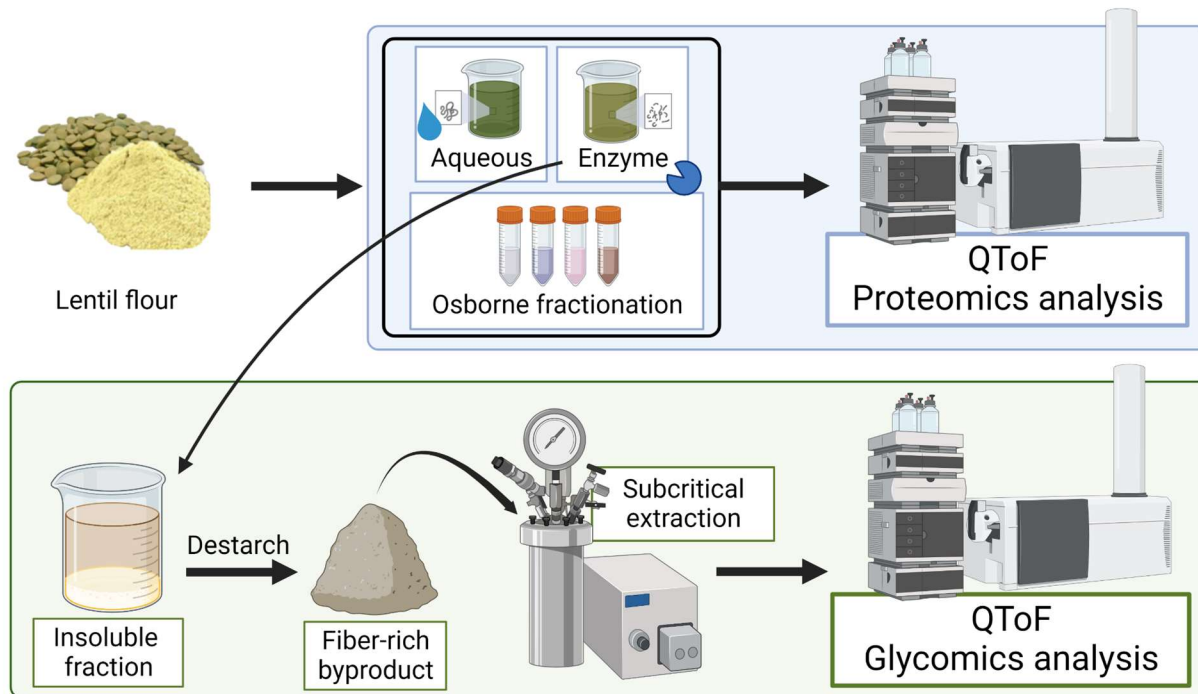 Lentil flour
Aqueous
Enzyme
Osborne fractionation
QToF
Proteomics analysis
Insoluble
fraction
Destarch
Fiber-rich
byproduct
Subcritical
extraction
QToF
Glycomics analysis